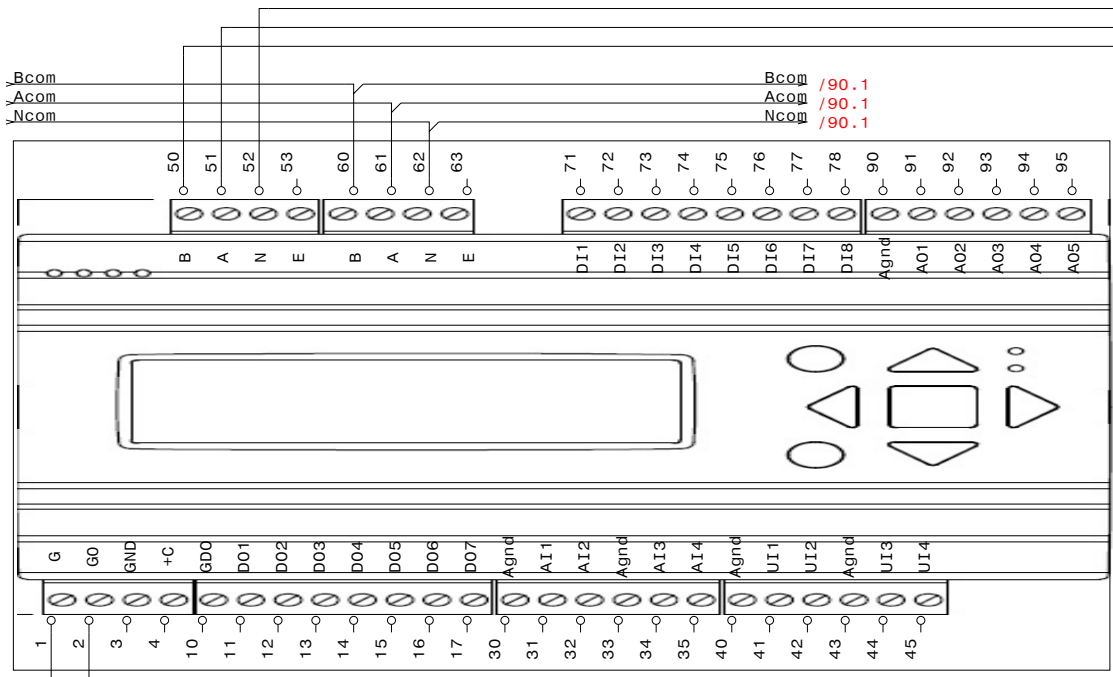 Bcom Bcom /90.1
Acom Acom /90.1
Ncom Ncom /90.1
50 51 52 53 60 61 62 63 71 72 73 74 75 76 77 78 90 91 92 93 94 95
B A N E B A N E DI1 DI2 DI3 DI4 DI5 DI6 DI7 DI8 Agnd AO1 AO2 AO3 AO4 AO5
G G0 GND +C GDO DO1 DO2 DO3 DO4 DO5 DO6 DO7 Agnd AI1 AI2 Agnd AI3 AI4 Agnd UI1 UI2 Agnd UI3 UI4
1 2 3 4 10 11 12 13 14 15 16 17 30 31 32 33 34 35 40 41 42 43 44 45